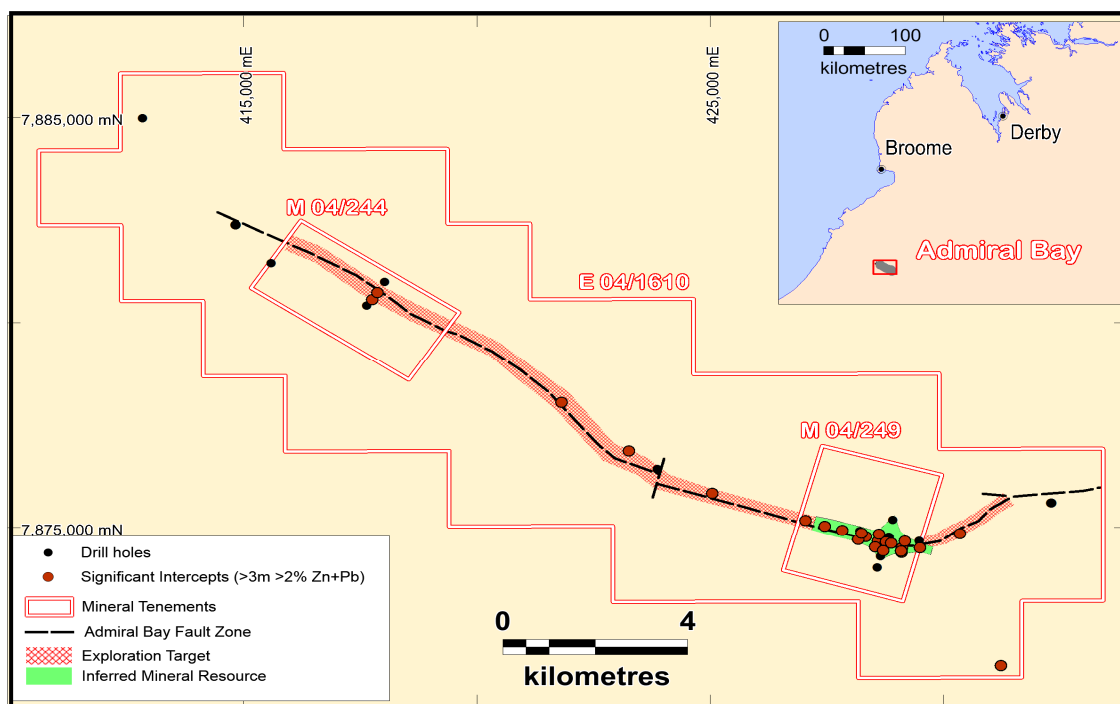 415,000 mE
425,000 mE
7,885,000 mN
7,875,000 mN
0 100
kilometres
Derby
Broome
Admiral Bay
M 04/244
E 04/1610
M 04/249
Drill holes
Significant Intercepts (>3m >2% Zn+Pb)
Mineral Tenements
Admiral Bay Fault Zone
Exploration Target
Inferred Mineral Resource
0 4
kilometres